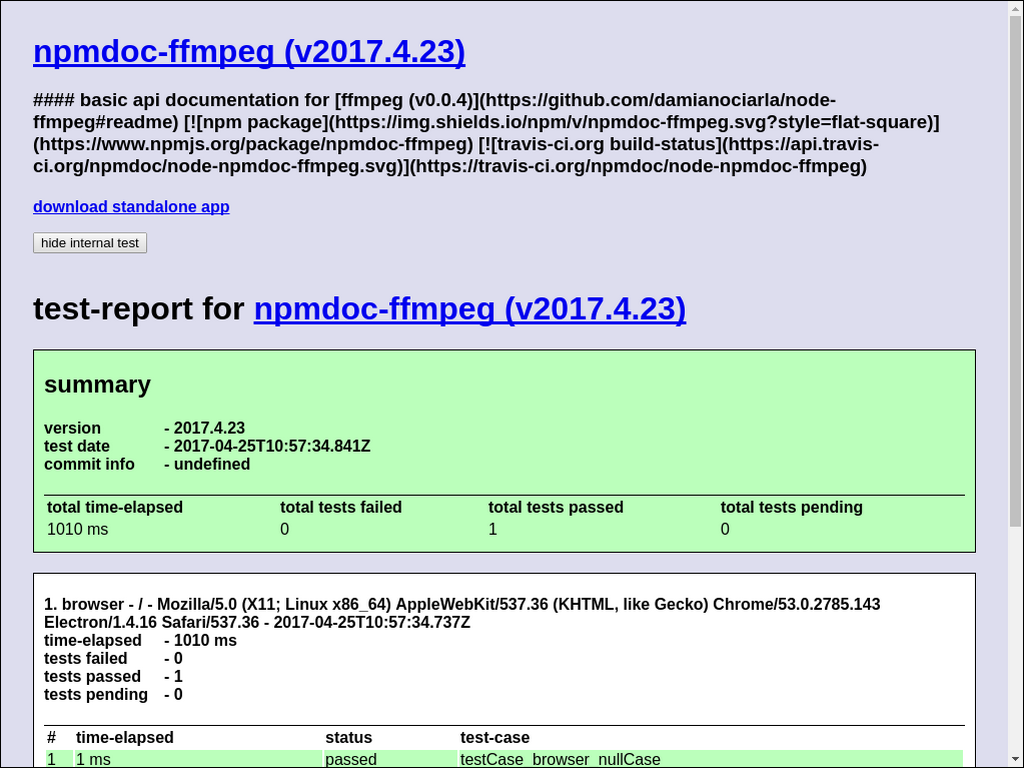 npmdoc-ffmpeg (v2017.4.23)
#### basic api documentation for [ffmpeg (v0.0.4)](https://github.com/damianociarla/node-
ffmpeg#readme) [![npm package](https://img.shields.io/npm/v/npmdoc-ffmpeg.svg?style=flat-square)]
(https://www.npmjs.org/package/npmdoc-ffmpeg) [![travis-ci.org build-status](https://api.travis-
ci.org/npmdoc/node-npmdoc-ffmpeg.svg)](https://travis-ci.org/npmdoc/node-npmdoc-ffmpeg)
download standalone app
hide internal test
test-report for npmdoc-ffmpeg (v2017.4.23)
summary
version - 2017.4.23
test date - 2017-04-25T10:57:34.841Z
commit info - undefined
total time-elapsed total tests failed total tests passed total tests pending
1010 ms 0 1 0
1. browser - / - Mozilla/5.0 (X11; Linux x86_64) AppleWebKit/537.36 (KHTML, like Gecko) Chrome/53.0.2785.143
Electron/1.4.16 Safari/537.36 - 2017-04-25T10:57:34.737Z
time-elapsed - 1010 ms
tests failed - 0
tests passed - 1
tests pending - 0
# time-elapsed status test-case
1 1 ms passed testCase_browser_nullCase